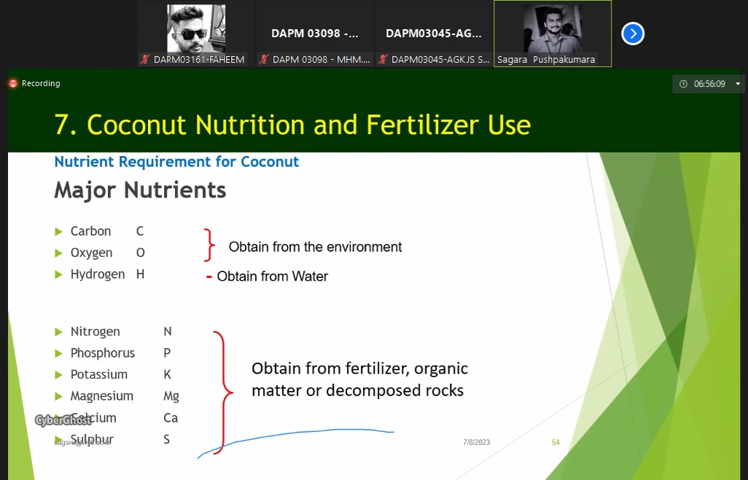 DAPM03161-FAHEEM
DAPM 03098 -...
DAPM 03098 - MHM....
DAPM03045-AG...
DAPM03045-AGKJS S...
Sagara Pushpakumara
Recording
06:56:09
7. Coconut Nutrition and Fertilizer Use
Nutrient Requirement for Coconut
Major Nutrients
Carbon C
Oxygen O
Obtain from the environment
Hydrogen H
- Obtain from Water
Nitrogen N
Phosphorus P
Potassium K
Magnesium Mg
Calcium Ca
Sulphur S
Obtain from fertilizer, organic
matter or decomposed rocks
CyberGhost
7/8/2023
54